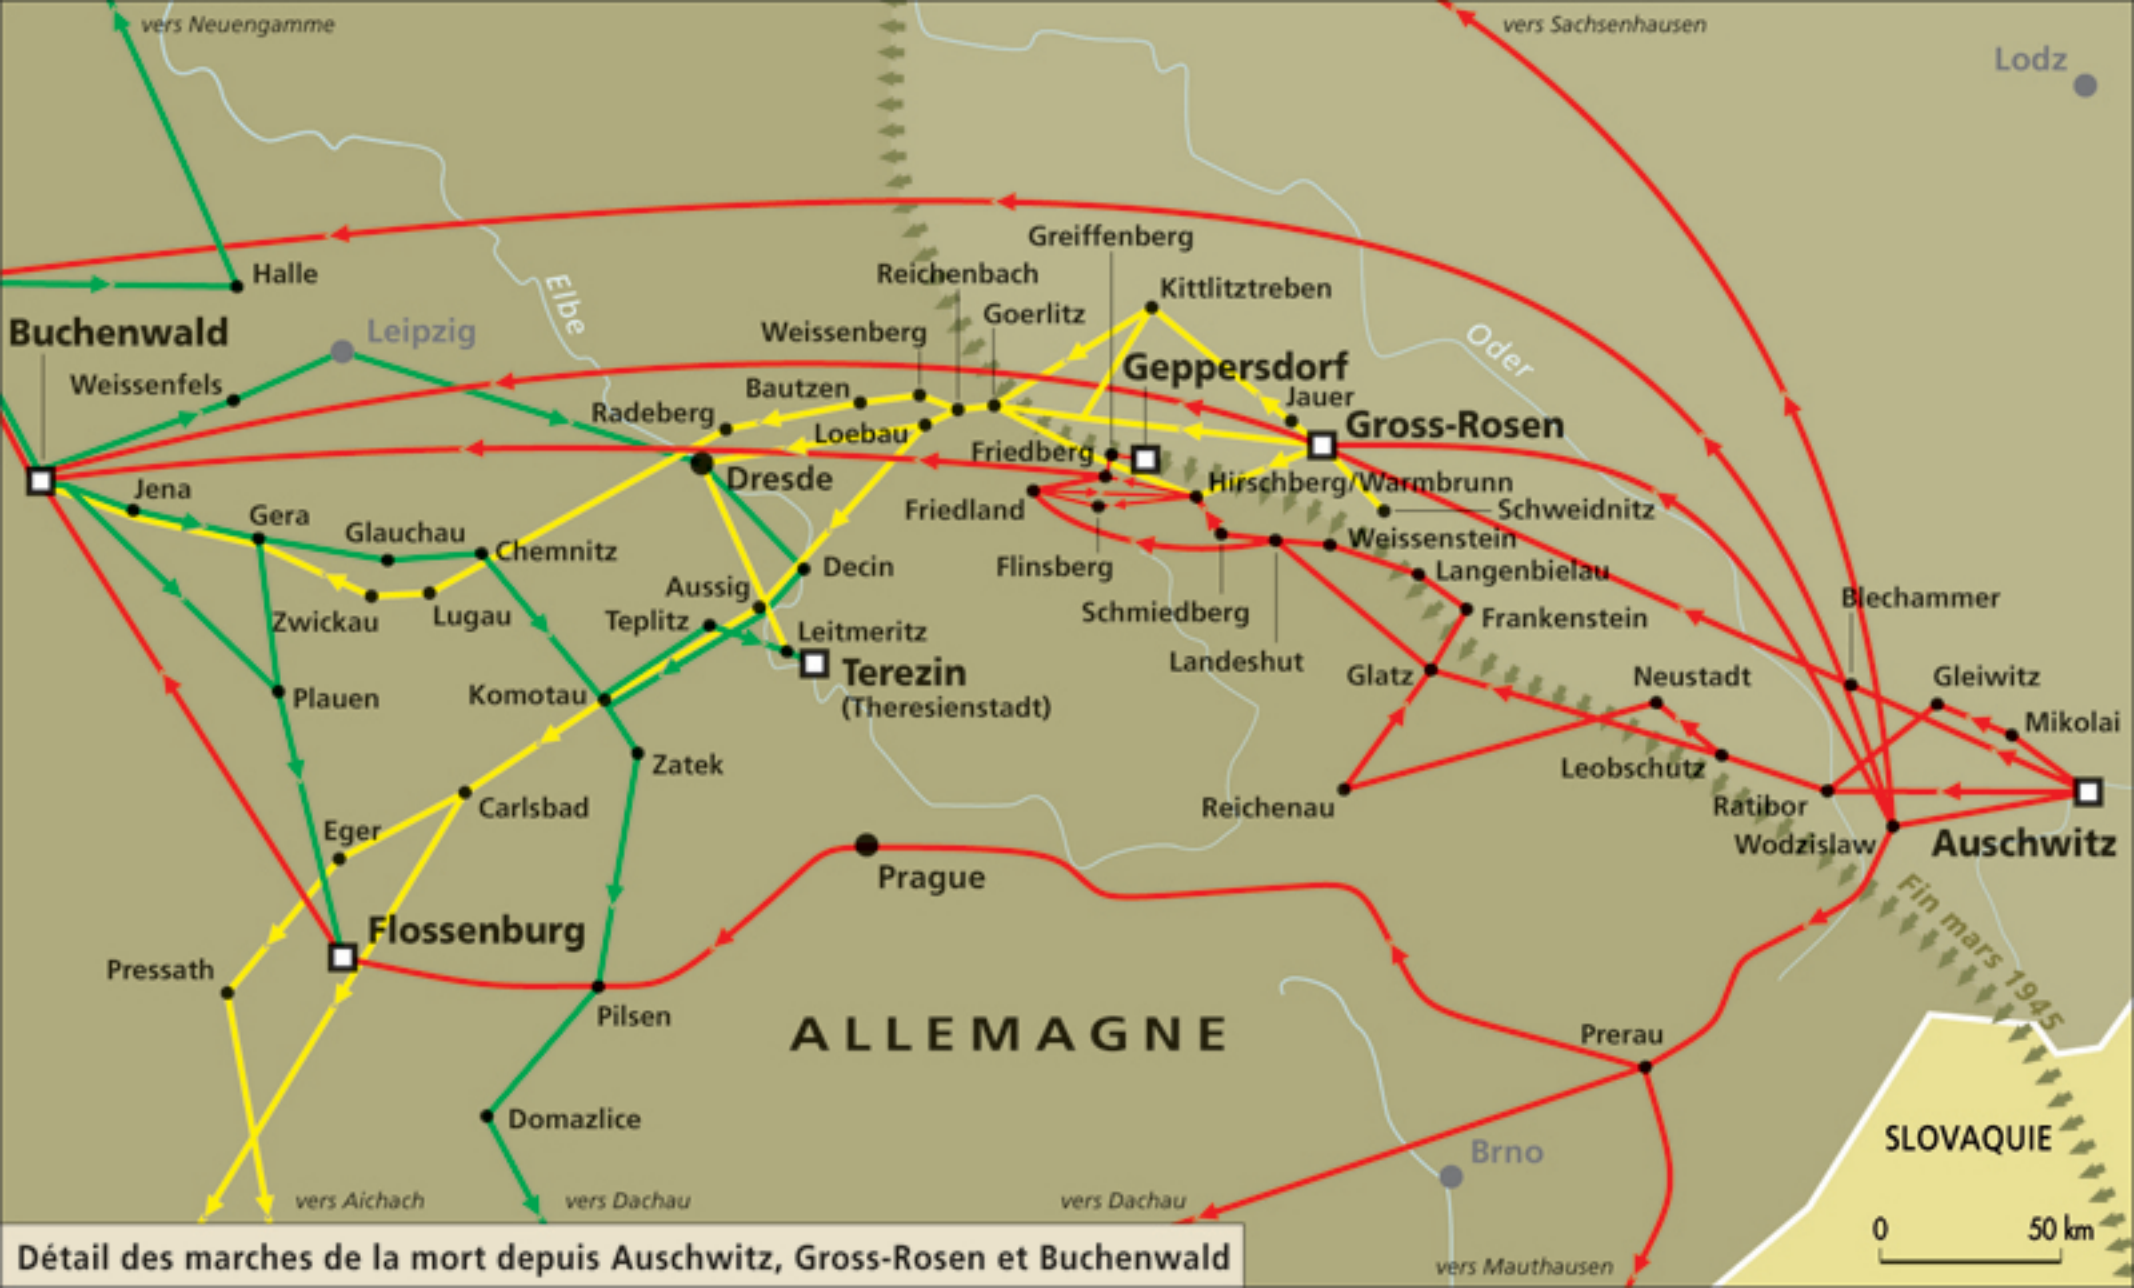 vers Neuengamme
vers Sachsenhausen
Lodz
Greiffenberg
Halle
Reichenbach
Kittlitztreben
Elbe
Goerlitz
Buchenwald
Leipzig
Weissenberg
Oder
Geppersdorf
Weissenfels
Bautzen
Jauer
Radeberg
Gross-Rosen
Loebau
Friedberg
Dresde
Hirschberg/Warmbrunn
Jena
Friedland
Schweidnitz
Gera
Glauchau
Chemnitz
Weissenstein
Flinsberg
Decin
Langenbielau
Aussig
Blechammer
Zwickau
Lugau
Teplitz
Schmiedberg
Frankenstein
Leitmeritz
Landeshut
Terezin
(Theresienstadt)
Glatz
Neustadt
Gleiwitz
Plauen
Komotau
Mikolai
Zatek
Leobschutz
Carlsbad
Reichenau
Ratibor
Eger
Wodzislaw
Auschwitz
Prague
Flossenburg
Fin mars 1945
Pressath
Pilsen
ALLEMAGNE
Prerau
Domazlice
SLOVAQUIE
Brno
vers Aichach
vers Dachau
vers Dachau
0 50 km
Détail des marches de la mort depuis Auschwitz, Gross-Rosen et Buchenwald
vers Mauthausen